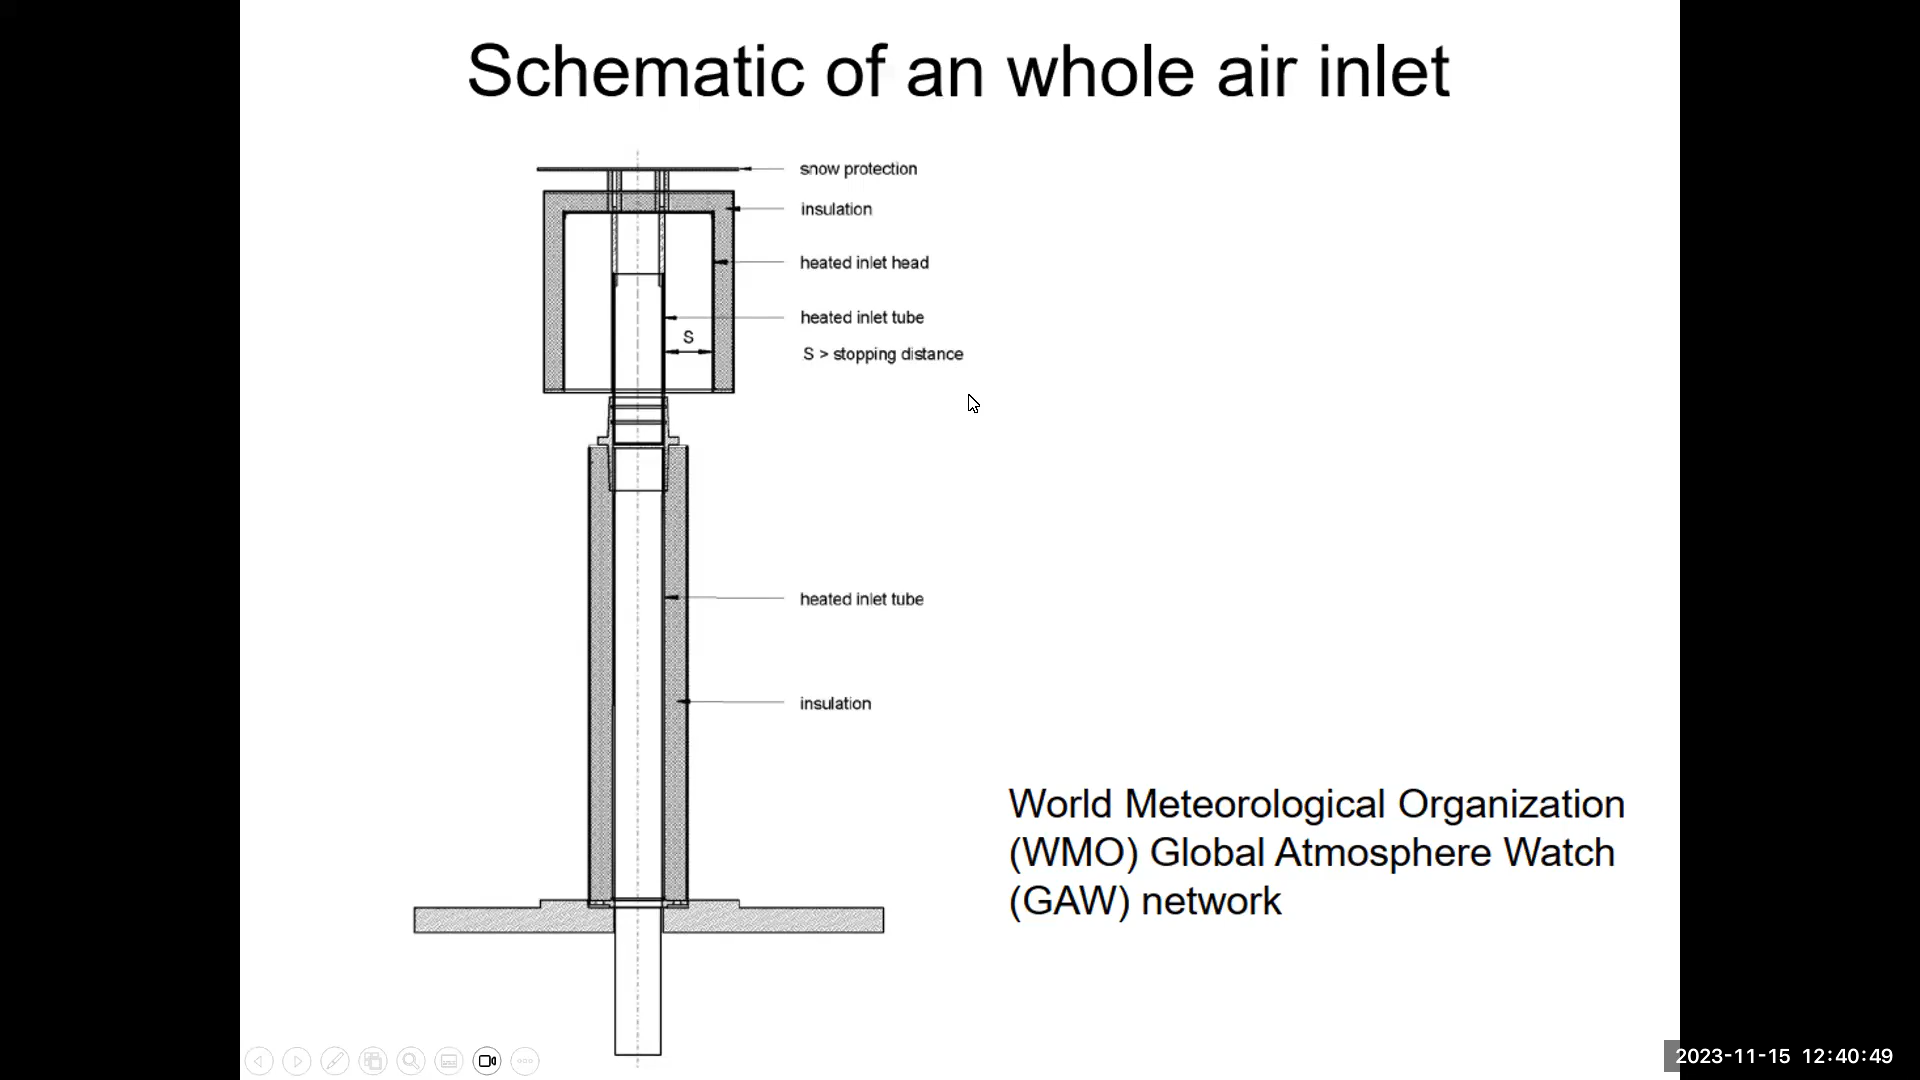 Schematic of an whole air inlet
snow protection
insulation
heated inlet head
heated inlet tube
S
S > stopping distance
heated inlet tube
insulation
World Meteorological Organization
(WMO) Global Atmosphere Watch
(GAW) network
2023-11-15 12:40:49